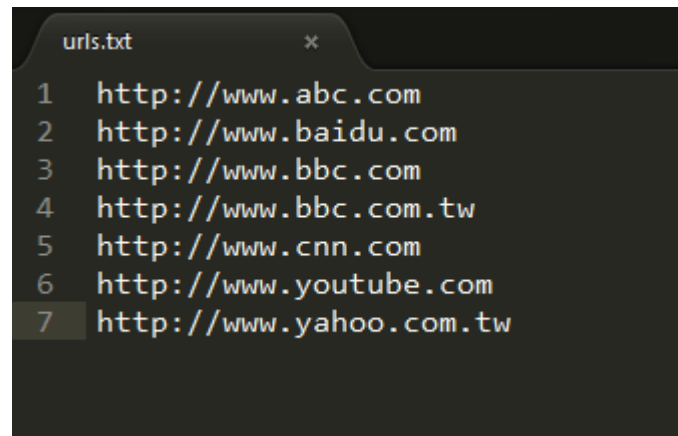 urls.txt ×
1 http://www.abc.com
2 http://www.baidu.com
3 http://www.bbc.com
4 http://www.bbc.com.tw
5 http://www.cnn.com
6 http://www.youtube.com
7 http://www.yahoo.com.tw